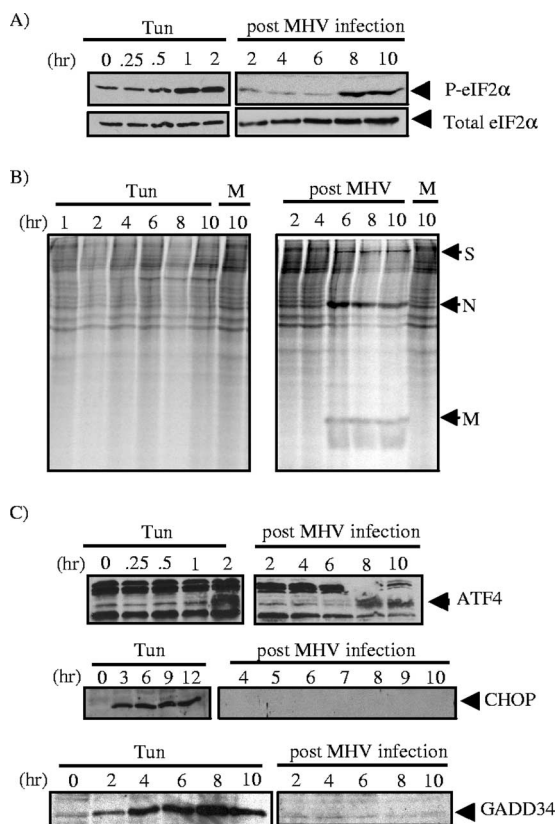 A)
Tun post MHV infection
(hr) 0 .25 .5 1 2 2 4 6 8 10
P-eIF2α
Total eIF2α
B)
Tun M post MHV M
(hr) 1 2 4 6 8 10 10 2 4 6 8 10 10
S
N
M
C)
Tun post MHV infection
(hr) 0 .25 .5 1 2 2 4 6 8 10
ATF4
Tun post MHV infection
(hr) 0 3 6 9 12 4 5 6 7 8 9 10
CHOP
Tun post MHV infection
(hr) 0 2 4 6 8 10 2 4 6 8 10
GADD34